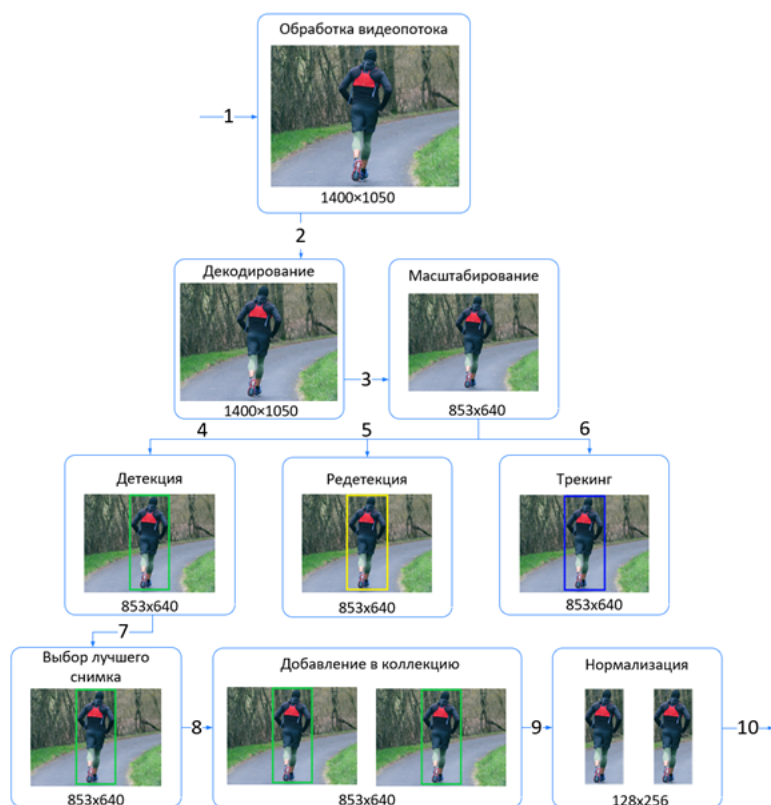 Обработка видеопотока
1
1400×1050
2
Декодирование
Масштабирование
3
1400×1050
853x640
4
5
6
Детекция
Редетекция
Трекинг
853x640
853x640
853x640
7
Выбор лучшего
снимка
Добавление в коллекцию
Нормализация
8
9
10
853x640
853x640
128x256